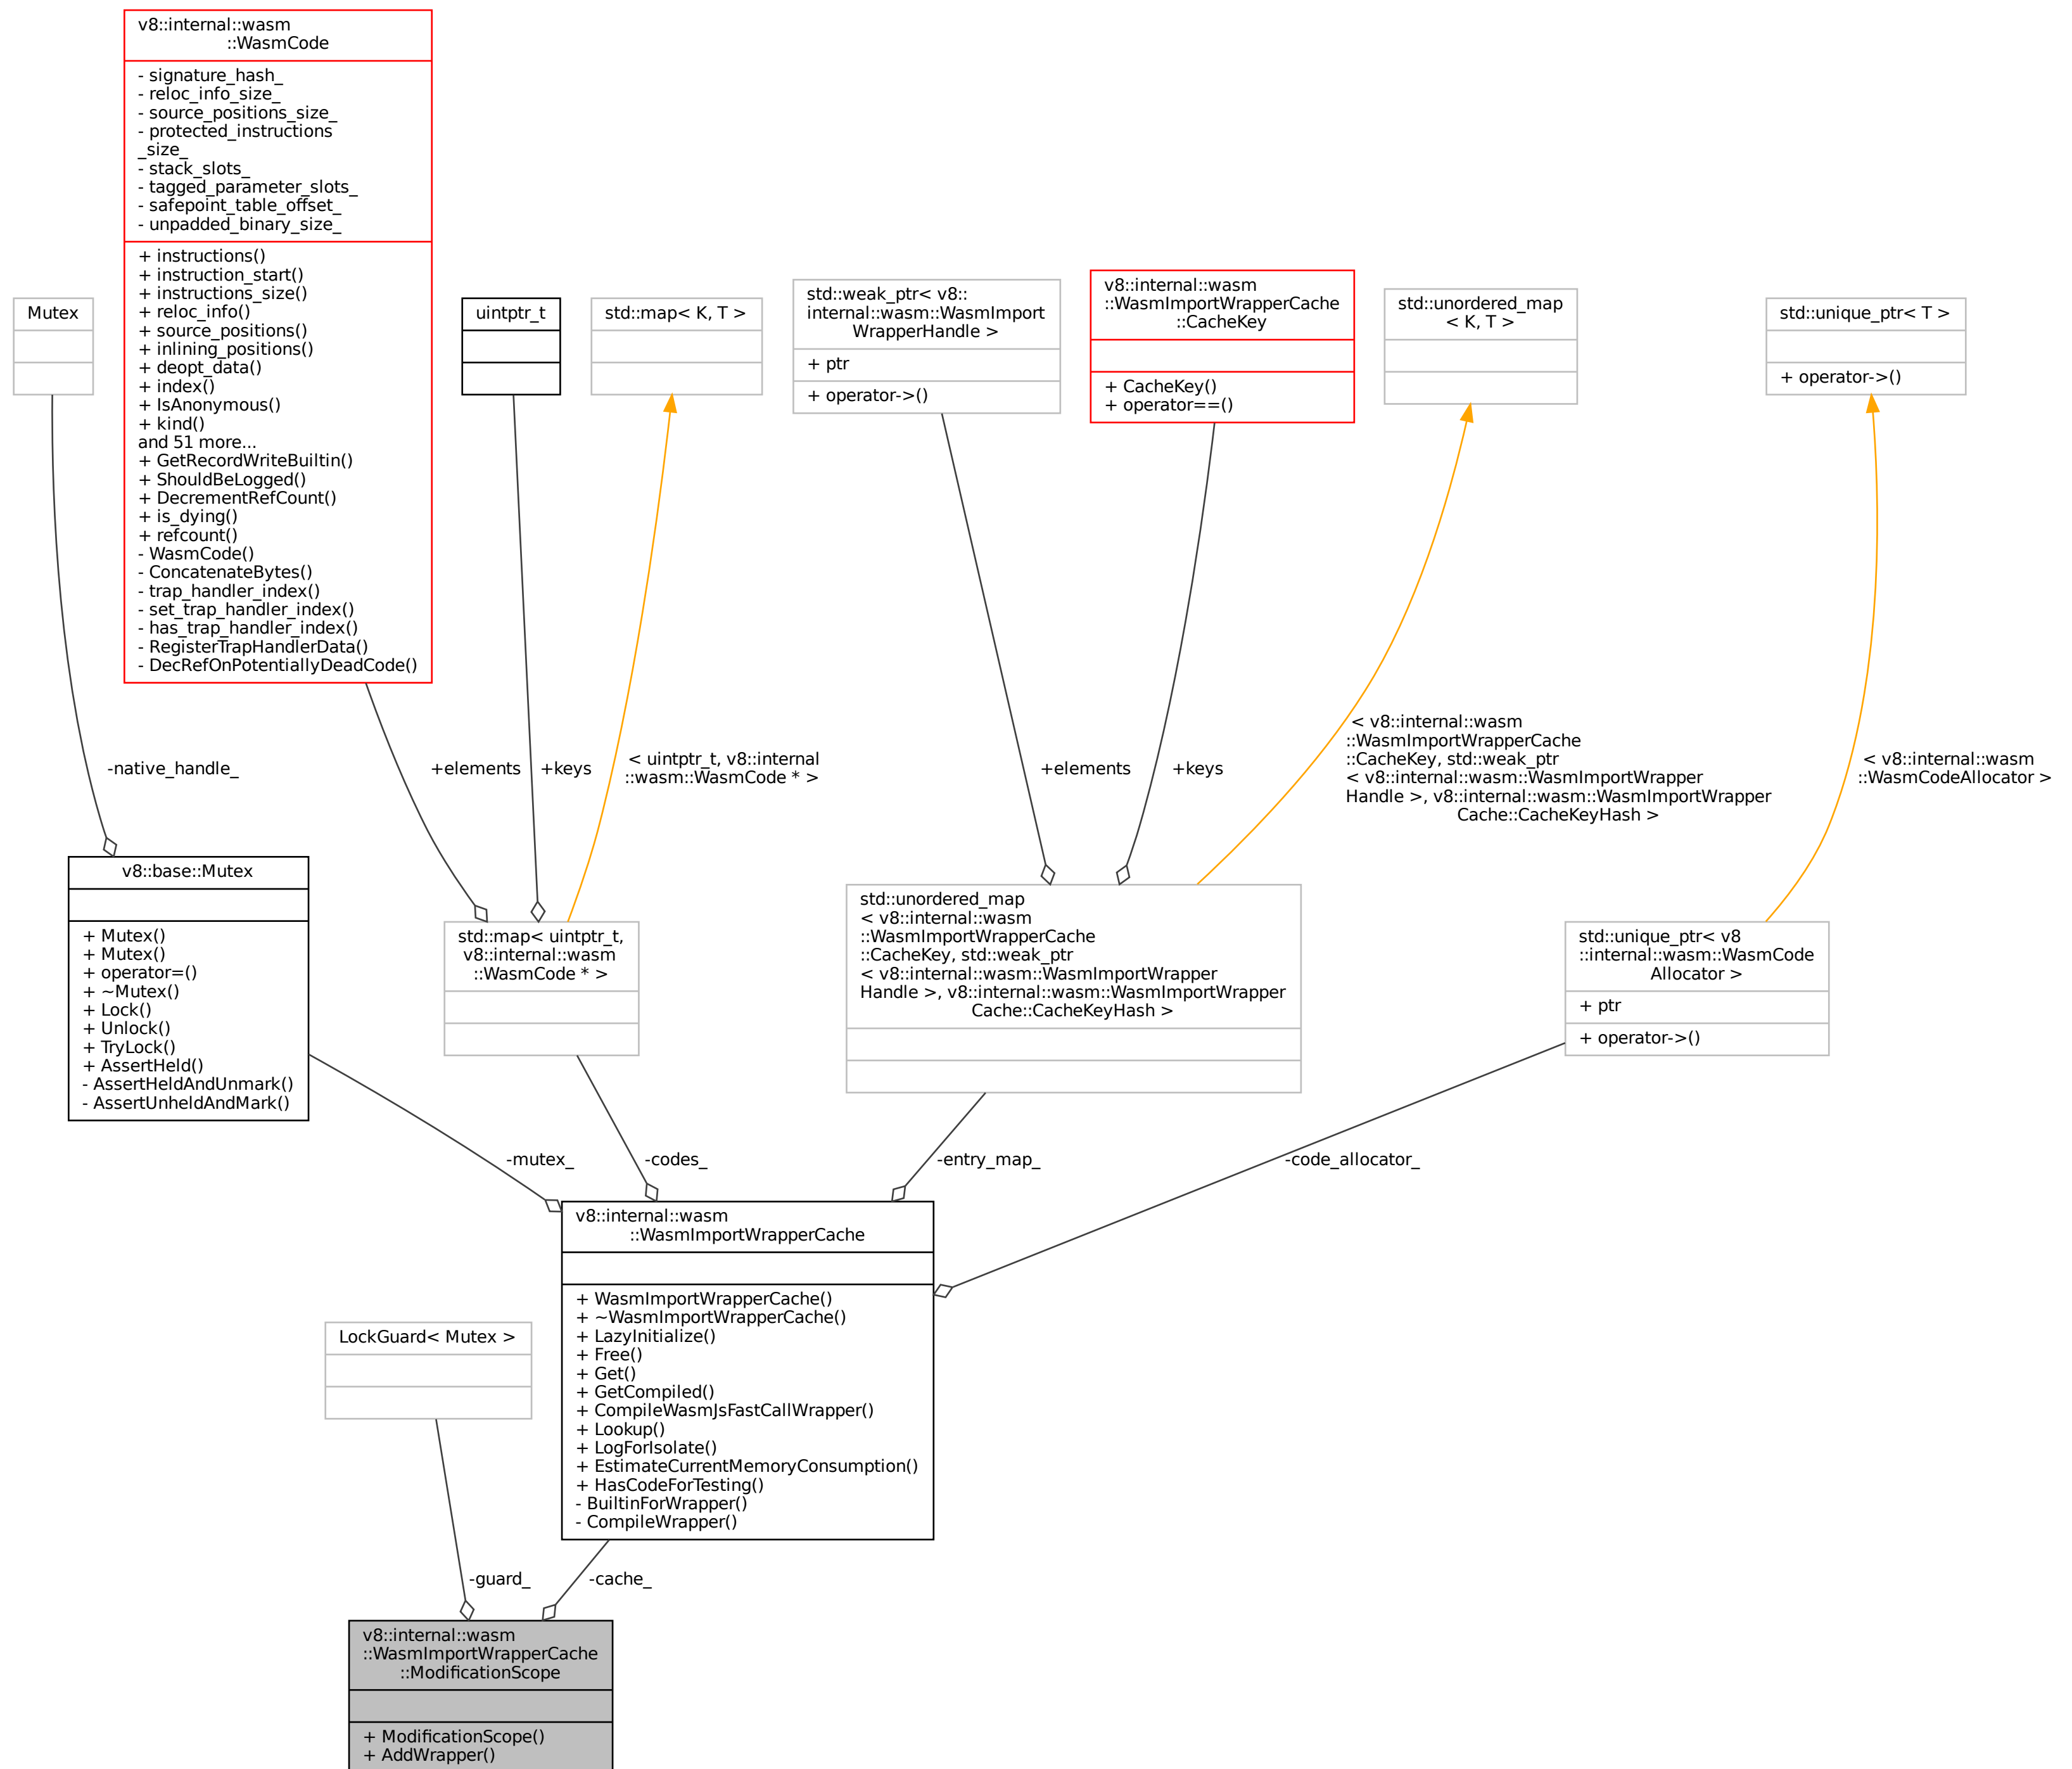 v8::internal::wasm
::WasmCode
- signature_hash_
- reloc_info_size_
- source_positions_size_
- protected_instructions
_size_
- stack_slots_
- tagged_parameter_slots_
- safepoint_table_offset_
- unpadded_binary_size_
+ instructions()
+ instruction_start()
+ instructions_size()
+ reloc_info()
+ source_positions()
+ inlining_positions()
+ deopt_data()
+ index()
+ IsAnonymous()
+ kind()
and 51 more...
+ GetRecordWriteBuiltin()
+ ShouldBeLogged()
+ DecrementRefCount()
+ is_dying()
+ refcount()
- WasmCode()
- ConcatenateBytes()
- trap_handler_index()
- set_trap_handler_index()
- has_trap_handler_index()
- RegisterTrapHandlerData()
- DecRefOnPotentiallyDeadCode()
Mutex
uintptr_t
std::map< K, T >
std::weak_ptr< v8::
internal::wasm::WasmImport
WrapperHandle >
+ ptr
+ operator->()
v8::internal::wasm
::WasmImportWrapperCache
::CacheKey
+ CacheKey()
+ operator==()
std::unordered_map
< K, T >
std::unique_ptr< T >
+ operator->()
-native_handle_
+elements
+keys
< uintptr_t, v8::internal
::wasm::WasmCode * >
+elements
+keys
< v8::internal::wasm
::WasmImportWrapperCache
::CacheKey, std::weak_ptr
< v8::internal::wasm::WasmImportWrapper
Handle >, v8::internal::wasm::WasmImportWrapper
Cache::CacheKeyHash >
< v8::internal::wasm
::WasmCodeAllocator >
v8::base::Mutex
+ Mutex()
+ Mutex()
+ operator=()
+ ~Mutex()
+ Lock()
+ Unlock()
+ TryLock()
+ AssertHeld()
- AssertHeldAndUnmark()
- AssertUnheldAndMark()
std::map< uintptr_t,
v8::internal::wasm
::WasmCode * >
std::unordered_map
< v8::internal::wasm
::WasmImportWrapperCache
::CacheKey, std::weak_ptr
< v8::internal::wasm::WasmImportWrapper
Handle >, v8::internal::wasm::WasmImportWrapper
Cache::CacheKeyHash >
std::unique_ptr< v8
::internal::wasm::WasmCode
Allocator >
+ ptr
+ operator->()
-mutex_
-codes_
-entry_map_
-code_allocator_
v8::internal::wasm
::WasmImportWrapperCache
+ WasmImportWrapperCache()
+ ~WasmImportWrapperCache()
+ LazyInitialize()
+ Free()
+ Get()
+ GetCompiled()
+ CompileWasmJsFastCallWrapper()
+ Lookup()
+ LogForIsolate()
+ EstimateCurrentMemoryConsumption()
+ HasCodeForTesting()
- BuiltinForWrapper()
- CompileWrapper()
LockGuard< Mutex >
-guard_
-cache_
v8::internal::wasm
::WasmImportWrapperCache
::ModificationScope
+ ModificationScope()
+ AddWrapper()